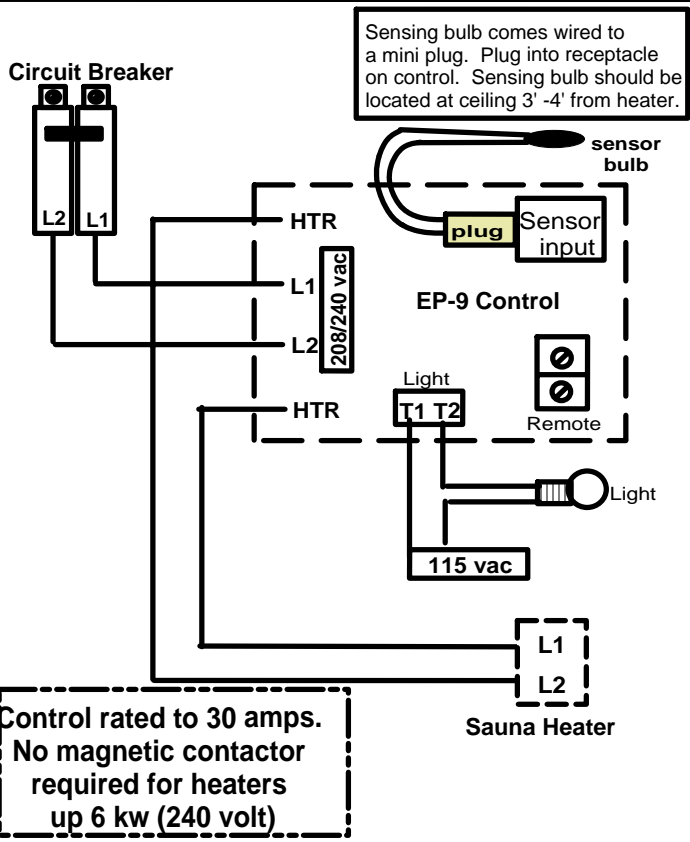 Sensing bulb comes wired to
a mini plug. Plug into receptacle
on control. Sensing bulb should be
located at ceiling 3' -4' from heater.
Circuit Breaker
L2 L1
sensor
bulb
plug
Sensor
input
HTR
L1
L2
208/240 vac
HTR
EP-9 Control
Light
T1 T2
Remote
Light
115 vac
L1
L2
Sauna Heater
Control rated to 30 amps.
No magnetic contactor
required for heaters
up 6 kw (240 volt)